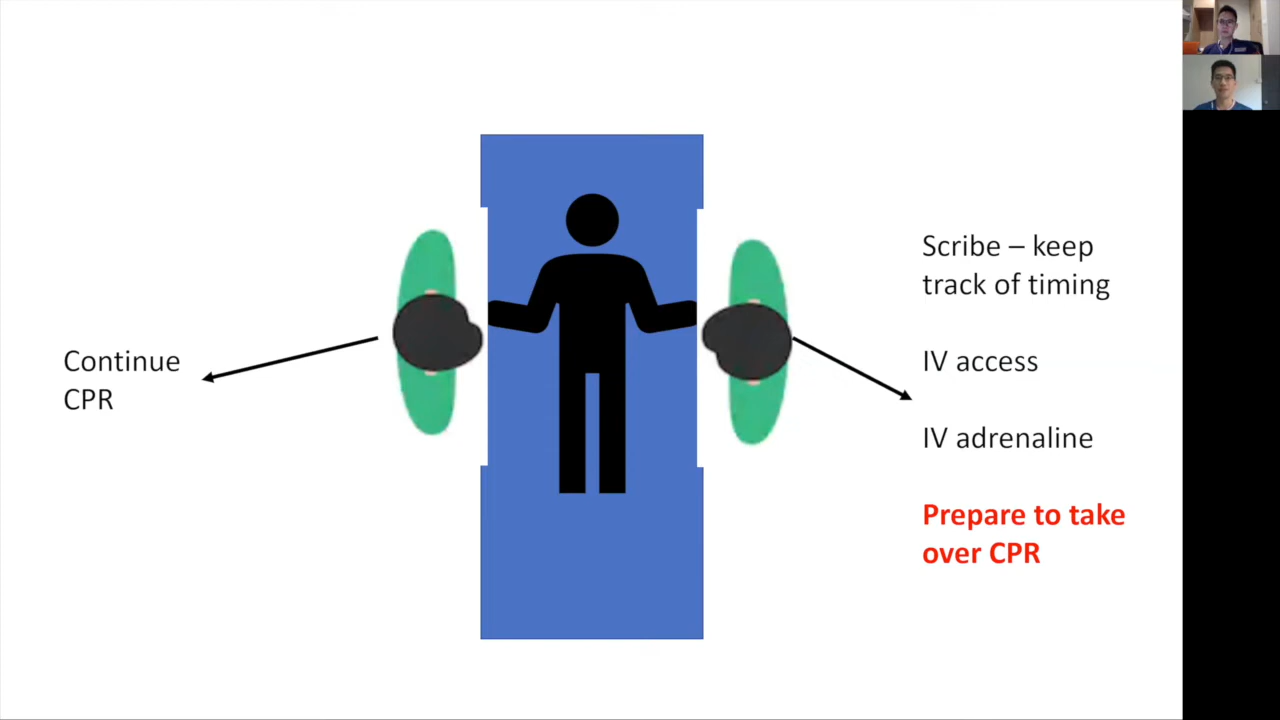 Continue
CPR
Scribe – keep
track of timing
IV access
IV adrenaline
Prepare to take
over CPR